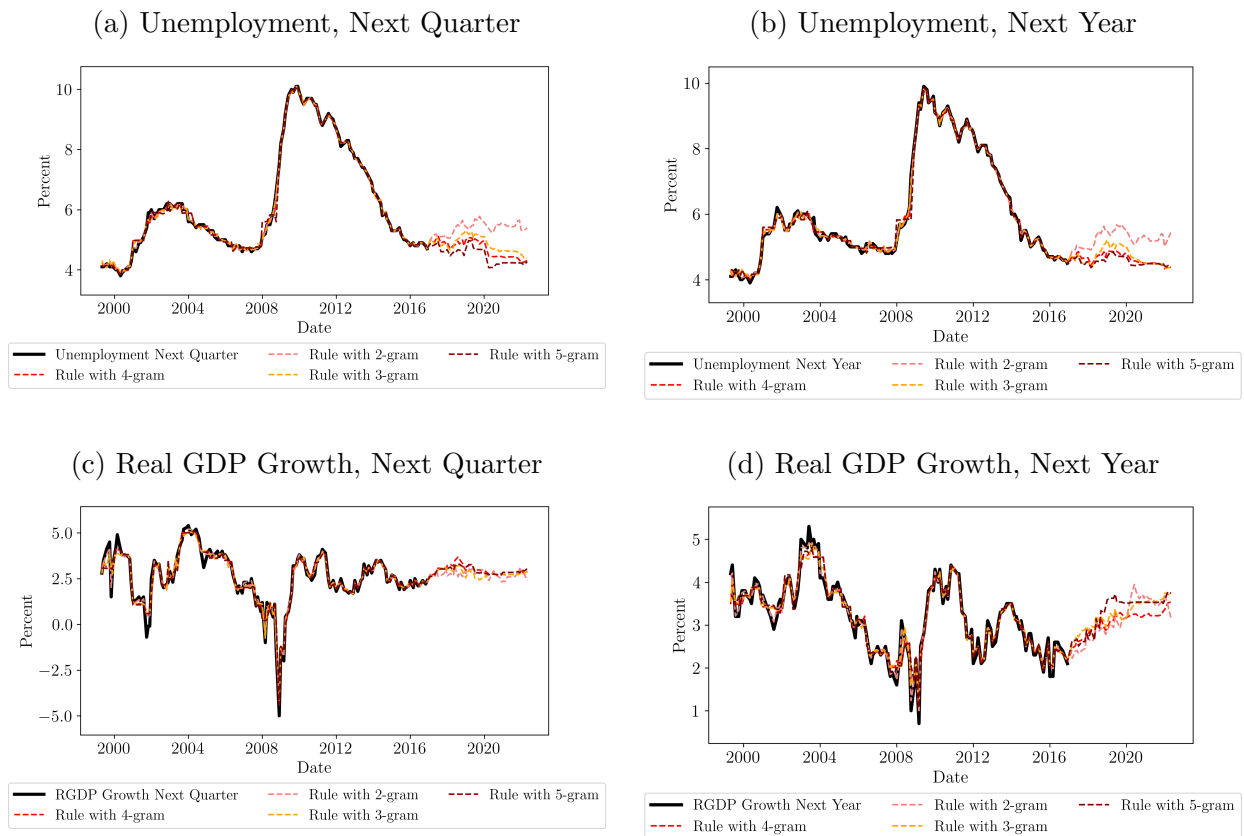 (a) Unemployment, Next Quarter
10
8
6
4
Percent
2000 2004 2008 2012 2016 2020
Date
Unemployment Next Quarter Rule with 2-gram Rule with 5-gram
Rule with 4-gram Rule with 3-gram
(b) Unemployment, Next Year
10
8
6
4
Percent
2000 2004 2008 2012 2016 2020
Date
Unemployment Next Year Rule with 2-gram Rule with 5-gram
Rule with 4-gram Rule with 3-gram
(c) Real GDP Growth, Next Quarter
5.0
2.5
0.0
−2.5
−5.0
Percent
2000 2004 2008 2012 2016 2020
Date
RGDP Growth Next Quarter Rule with 2-gram Rule with 5-gram
Rule with 4-gram Rule with 3-gram
(d) Real GDP Growth, Next Year
5
4
3
2
1
Percent
2000 2004 2008 2012 2016 2020
Date
RGDP Growth Next Year Rule with 2-gram Rule with 5-gram
Rule with 4-gram Rule with 3-gram